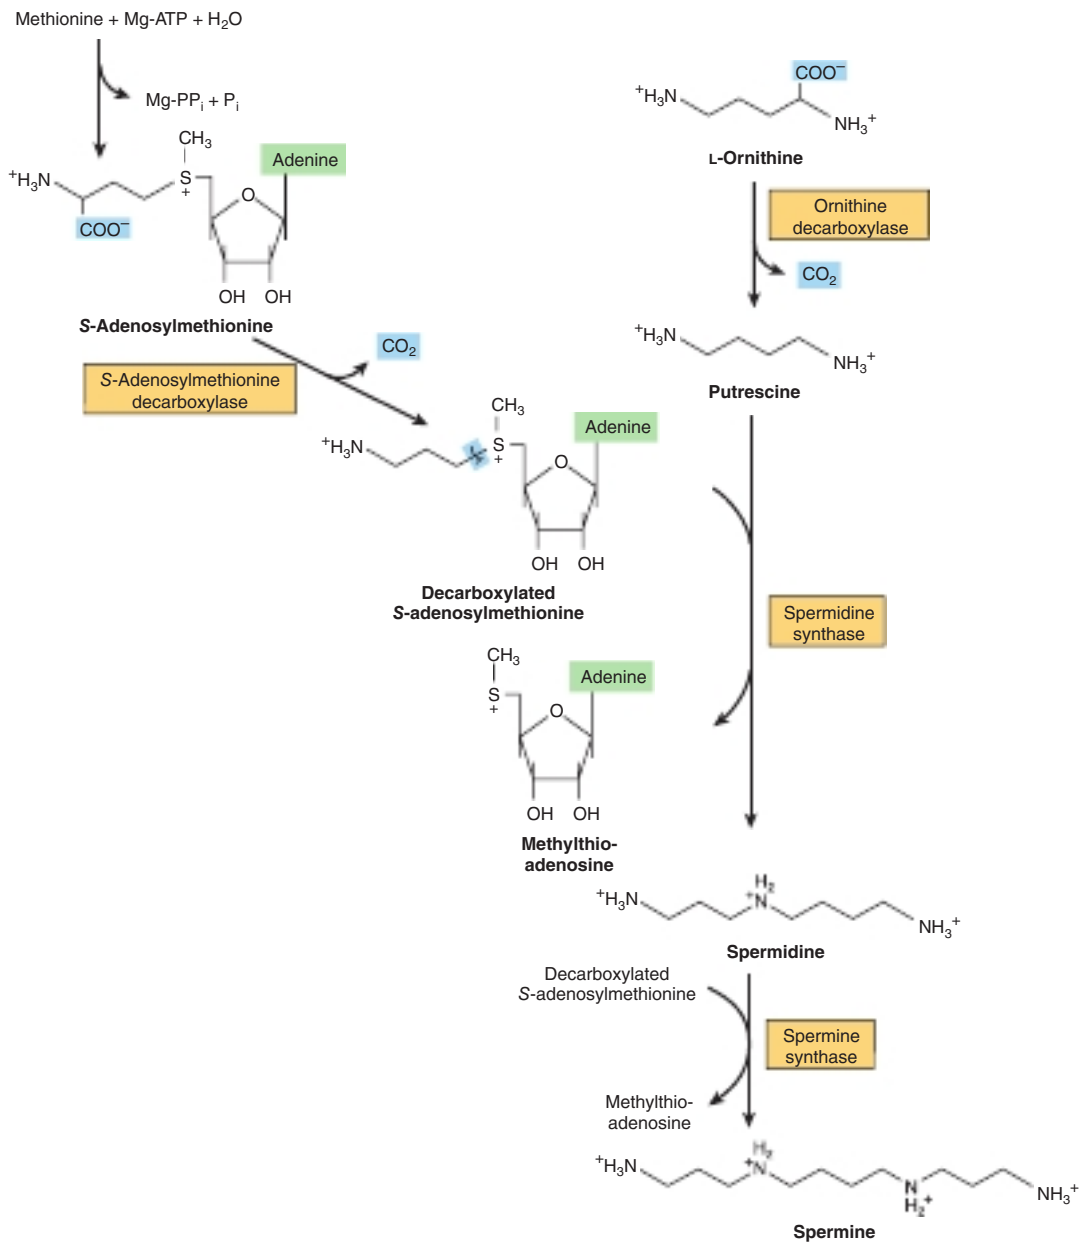 Methionine + Mg-ATP + H₂O
Mg-PPᵢ + Pᵢ
CH₃
Adenine
⁺H₃N
S
+
O
COO⁻
OH OH
S-Adenosylmethionine
COO⁻
⁺H₃N
NH₃⁺
L-Ornithine
Ornithine
decarboxylase
CO₂
⁺H₃N
NH₃⁺
Putrescine
CO₂
S-Adenosylmethionine
decarboxylase
CH₃
Adenine
⁺H₃N
S
+
O
OH OH
Decarboxylated
S-adenosylmethionine
Spermidine
synthase
CH₃
Adenine
S
+
O
OH OH
Methylthio-
adenosine
H₂
⁺H₃N
⁺N
NH₃⁺
Spermidine
Decarboxylated
S-adenosylmethionine
Spermine
synthase
Methylthio-
adenosine
H₂
⁺H₃N
⁺N
N
H₂⁺
NH₃⁺
Spermine